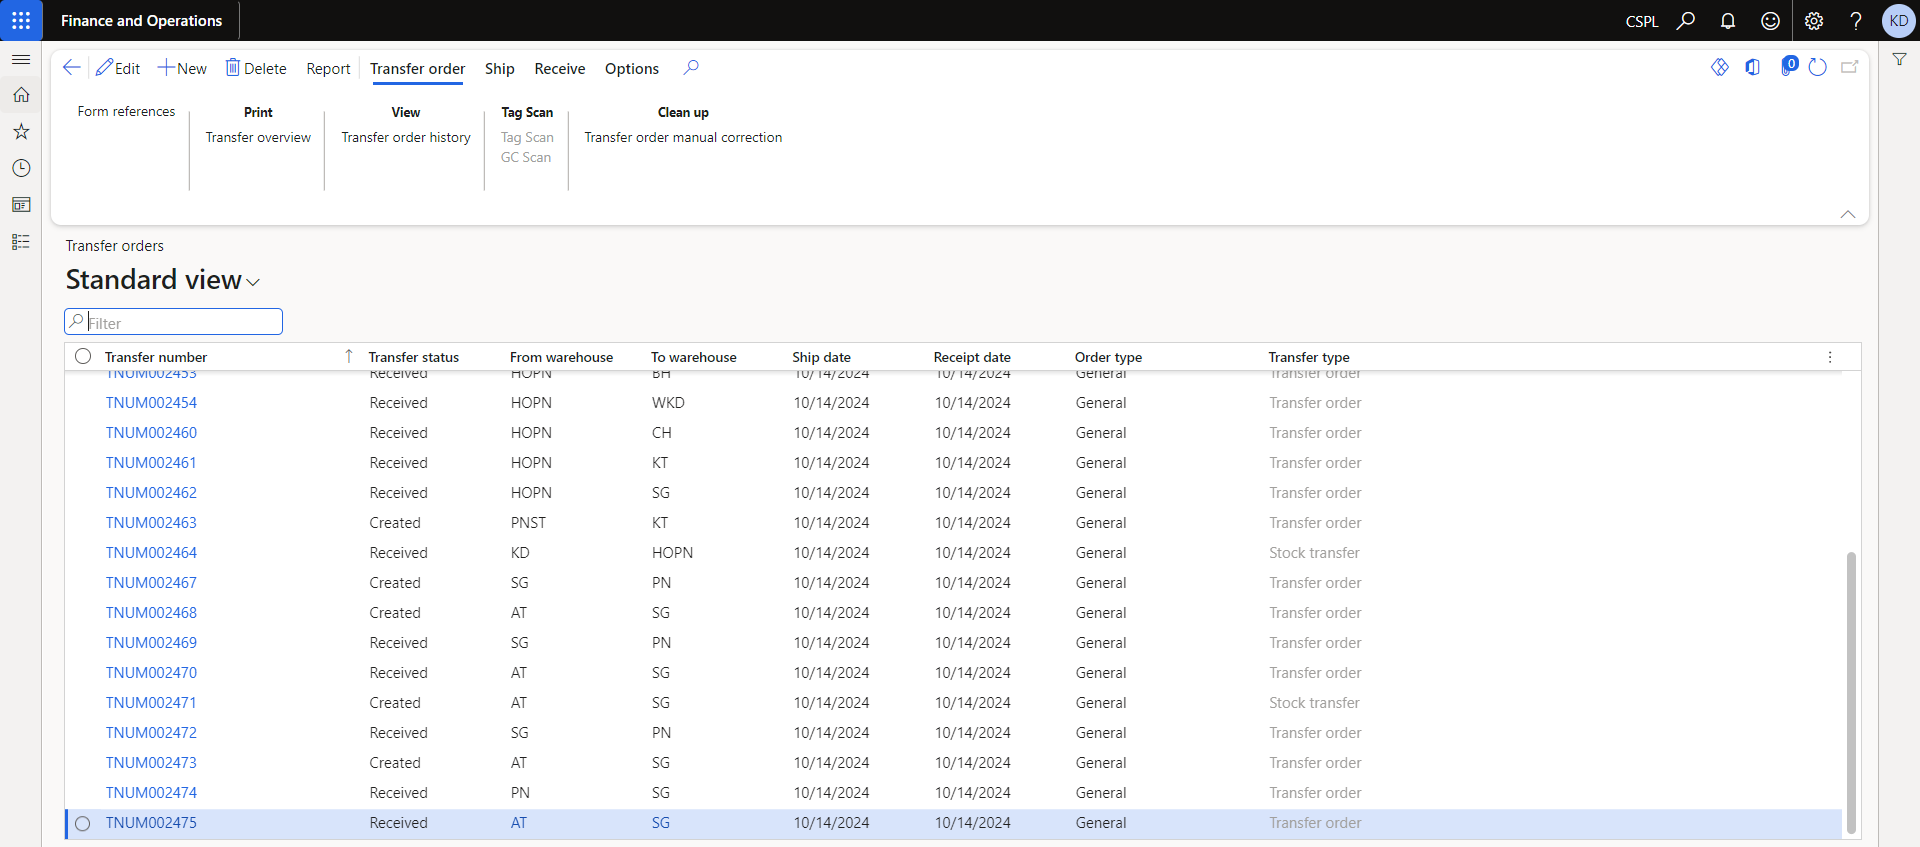 Finance and Operations CSPL KD
Edit New Delete Report Transfer order Ship Receive Options 0
Form references Print View Tag Scan Clean up
Transfer overview Transfer order history Tag Scan Transfer order manual correction
GC Scan
Transfer orders
Standard view
Filter
Transfer number Transfer status From warehouse To warehouse Ship date Receipt date Order type Transfer type
TNUM002453 Received HOPN BH 10/14/2024 10/14/2024 General Transfer order
TNUM002454 Received HOPN WKD 10/14/2024 10/14/2024 General Transfer order
TNUM002460 Received HOPN CH 10/14/2024 10/14/2024 General Transfer order
TNUM002461 Received HOPN KT 10/14/2024 10/14/2024 General Transfer order
TNUM002462 Received HOPN SG 10/14/2024 10/14/2024 General Transfer order
TNUM002463 Created PNST KT 10/14/2024 10/14/2024 General Transfer order
TNUM002464 Received KD HOPN 10/14/2024 10/14/2024 General Stock transfer
TNUM002467 Created SG PN 10/14/2024 10/14/2024 General Transfer order
TNUM002468 Created AT SG 10/14/2024 10/14/2024 General Transfer order
TNUM002469 Received SG PN 10/14/2024 10/14/2024 General Transfer order
TNUM002470 Received AT SG 10/14/2024 10/14/2024 General Transfer order
TNUM002471 Created AT SG 10/14/2024 10/14/2024 General Stock transfer
TNUM002472 Received SG PN 10/14/2024 10/14/2024 General Transfer order
TNUM002473 Created AT SG 10/14/2024 10/14/2024 General Transfer order
TNUM002474 Received PN SG 10/14/2024 10/14/2024 General Transfer order
TNUM002475 Received AT SG 10/14/2024 10/14/2024 General Transfer order